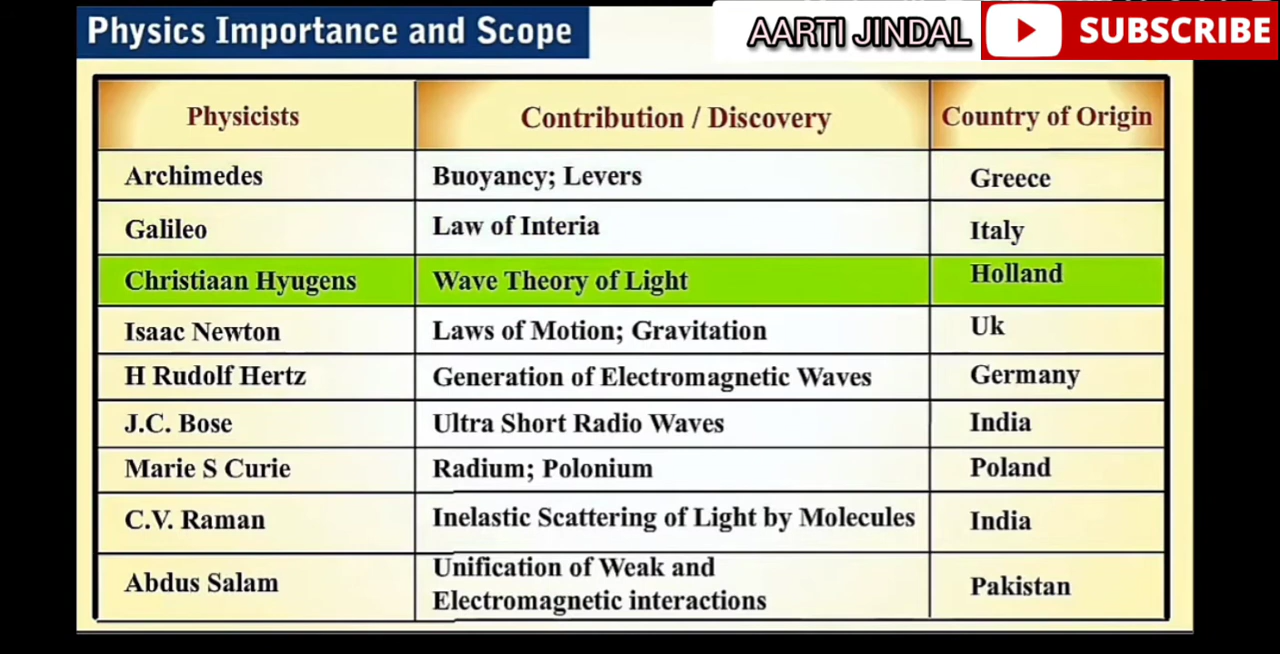 Physics Importance and Scope
AARTI JINDAL SUBSCRIBE
Physicists Contribution / Discovery Country of Origin
Archimedes Buoyancy; Levers Greece
Galileo Law of Interia Italy
Christiaan Hyugens Wave Theory of Light Holland
Isaac Newton Laws of Motion; Gravitation Uk
H Rudolf Hertz Generation of Electromagnetic Waves Germany
J.C. Bose Ultra Short Radio Waves India
Marie S Curie Radium; Polonium Poland
C.V. Raman Inelastic Scattering of Light by Molecules India
Abdus Salam Unification of Weak and
Electromagnetic interactions Pakistan